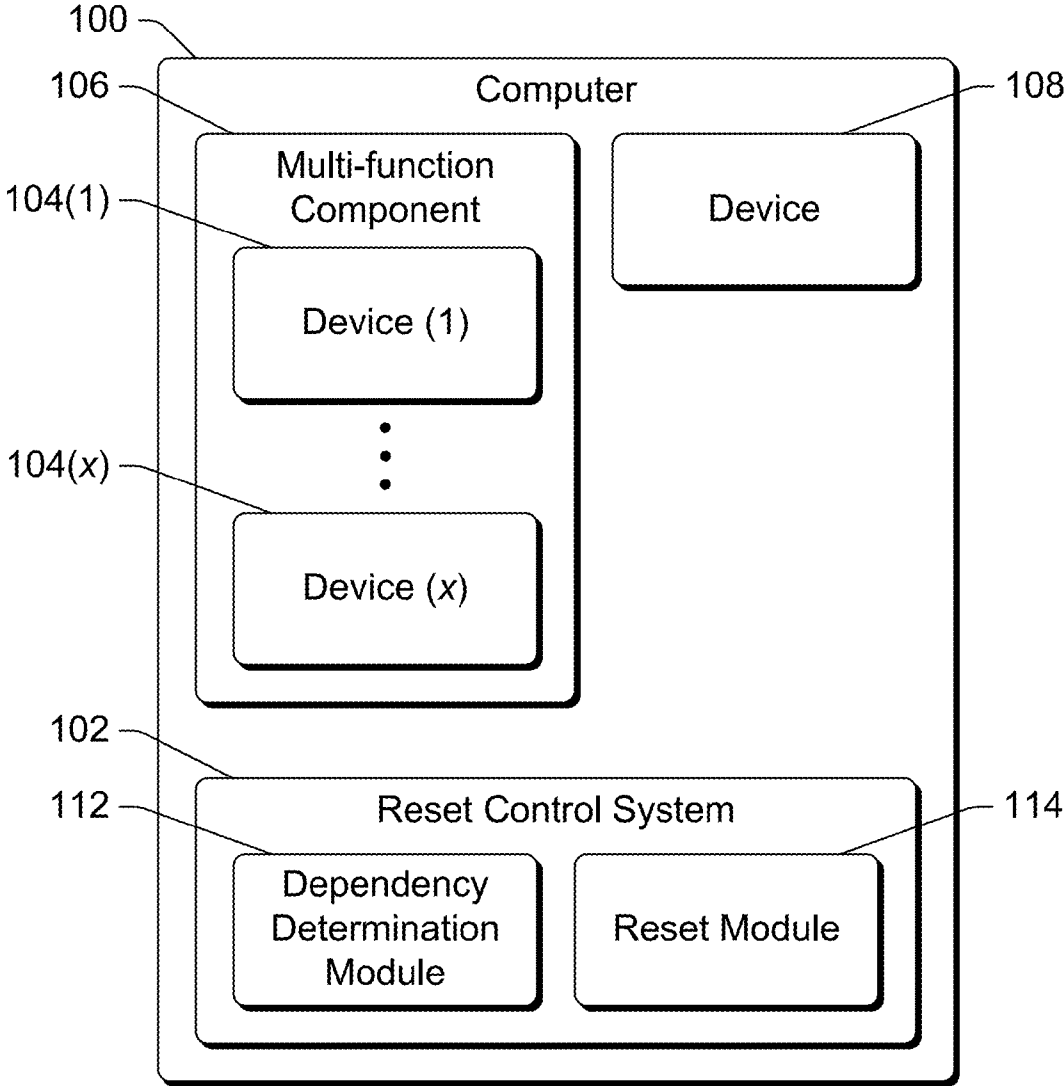 100
Computer
106
108
Multi-function
Component
Device
104(1)
Device (1)
104(x)
Device (x)
102
Reset Control System
112
114
Dependency
Determination
Module
Reset Module